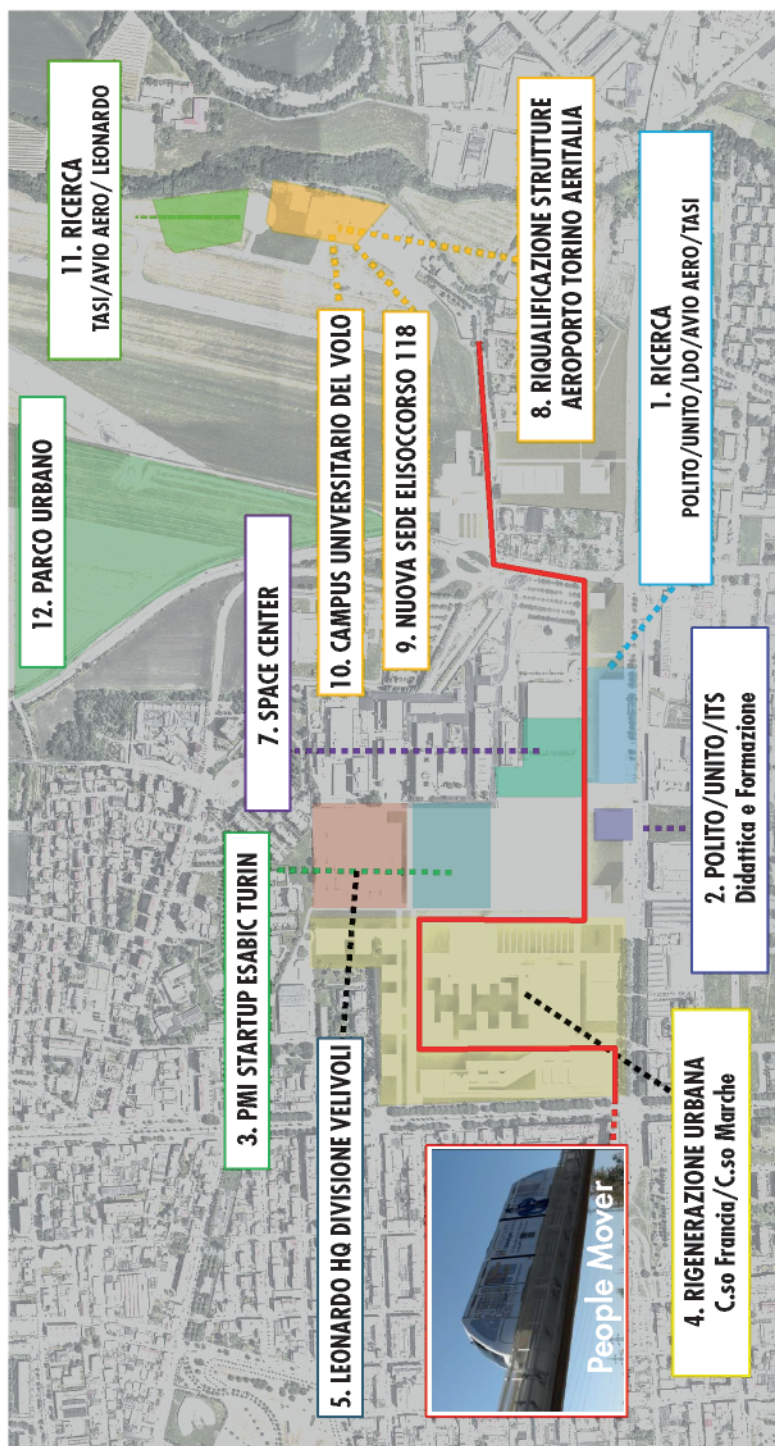 12. PARCO URBANO
11. RICERCA
TASI/AVIO AERO/ LEONARDO
3. PMI STARTUP ESABIC TURIN
7. SPACE CENTER
5. LEONARDO HQ DIVISIONE VELIVOLI
10. CAMPUS UNIVERSITARIO DEL VOLO
9. NUOVA SEDE ELISOCCORSO 118
8. RIQUALIFICAZIONE STRUTTURE
AEROPORTO TORINO AERITALIA
People Mover
4. RIGENERAZIONE URBANA
C.so Francia/C.so Marche
2. POLITO/UNITO/ITS
Didattica e Formazione
1. RICERCA
POLITO/UNITO/LDO/AVIO AERO/TASI